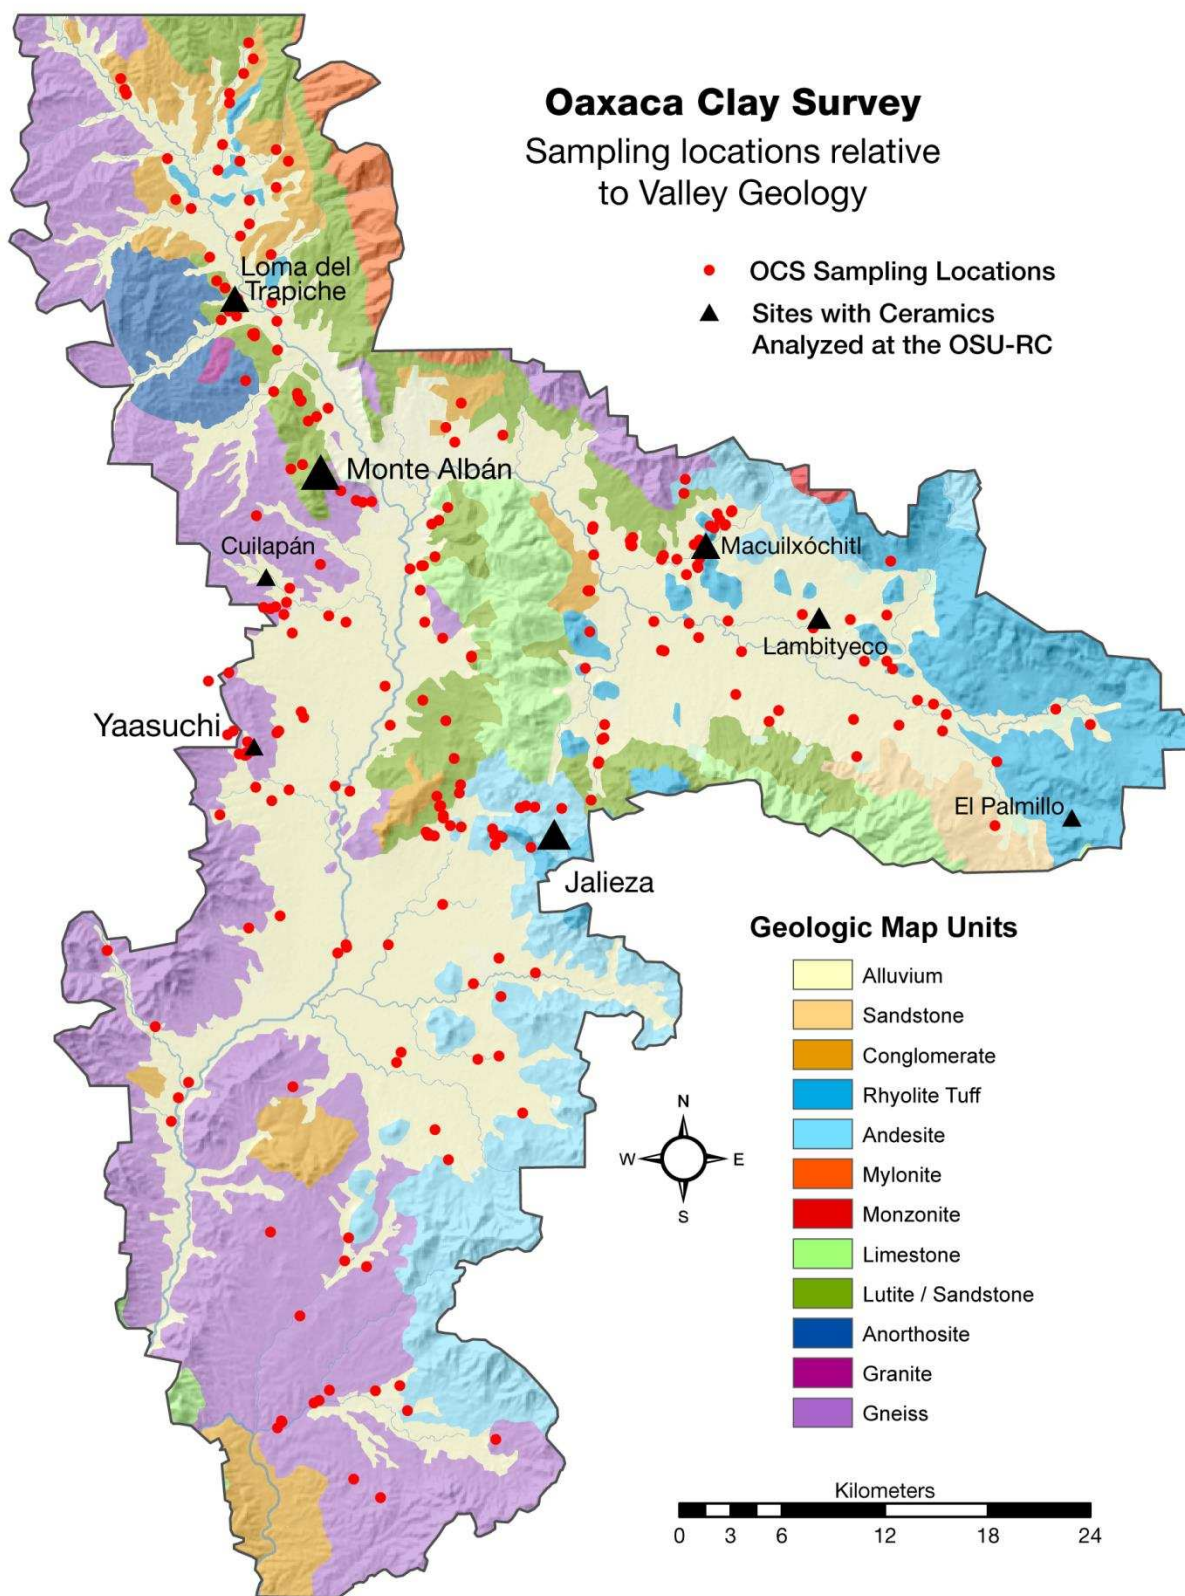 Oaxaca Clay Survey
Sampling locations relative
to Valley Geology
OCS Sampling Locations
Sites with Ceramics
Analyzed at the OSU-RC
Loma del
Trapiche
Monte Albán
Cuilapán
Macuilxóchitl
Lambityeco
Yaasuchi
El Palmillo
Jalieza
Geologic Map Units
Alluvium
Sandstone
Conglomerate
Rhyolite Tuff
Andesite
Mylonite
Monzonite
Limestone
Lutite / Sandstone
Anorthosite
Granite
Gneiss
N
W E
S
Kilometers
0 3 6 12 18 24